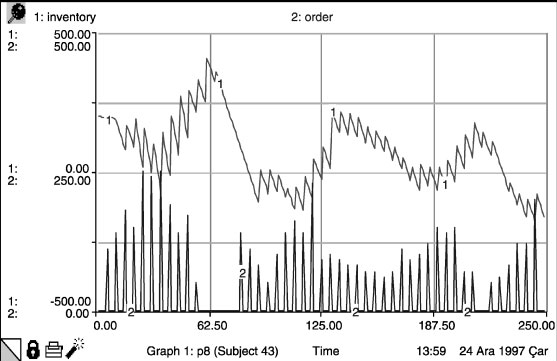 1: inventory 2: order
1: 500.00
2: 500.00
1
1
1: 0.00
2: 250.00
1
2
1: -500.00
2: 0.00
2 2 2
0.00 62.50 125.00 187.50 250.00
Graph 1: p8 (Subject 43) Time 13:59 24 Ara 1997 Çar